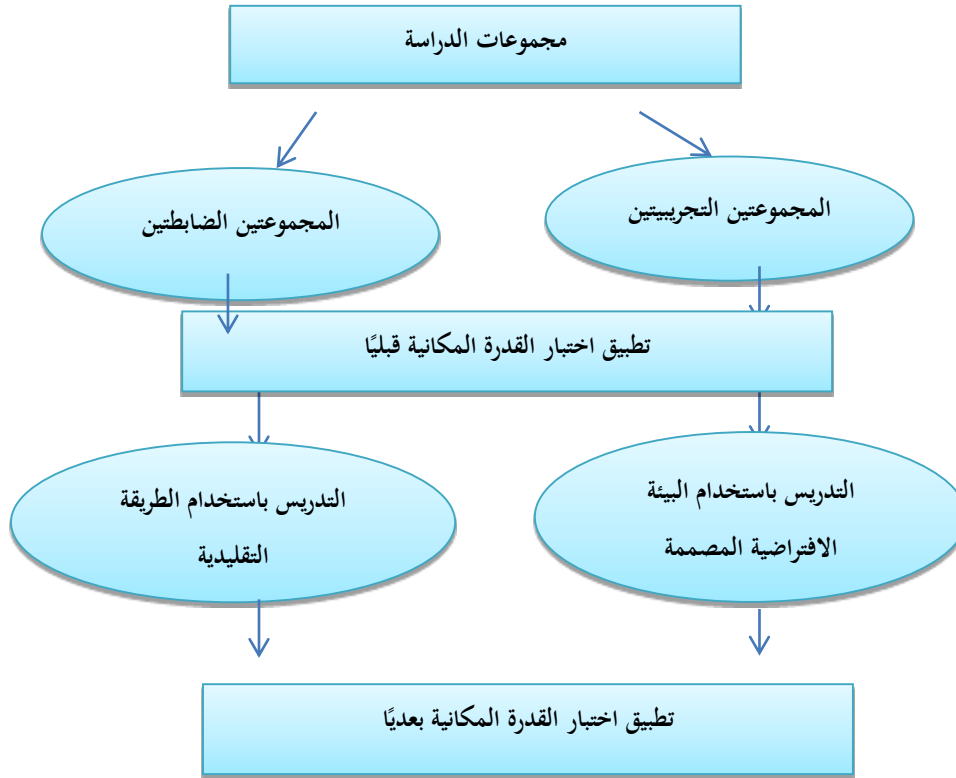 مجموعات الدراسة
المجموعتين التجريبيتين
المجموعتين الضابطتين
تطبيق اختبار القدرة المكانية قبليًا
التدريس باستخدام البيئة
الافتراضية المصممة
التدريس باستخدام الطريقة
التقليدية
تطبيق اختبار القدرة المكانية بعديًا